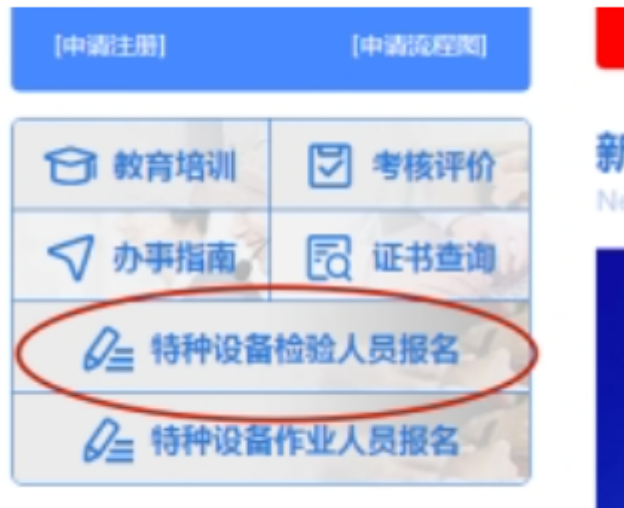 [申请注册] [申请流程图]
教育培训 考核评价
办事指南 证书查询
特种设备检验人员报名
特种设备作业人员报名
新
Ne